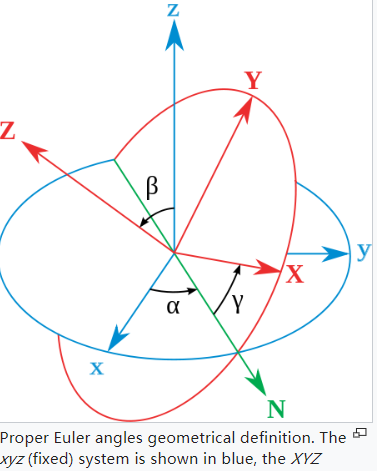 z
Y
Z
β
y
X
α
γ
x
N
Proper Euler angles geometrical definition. The
xyz (fixed) system is shown in blue, the XYZ